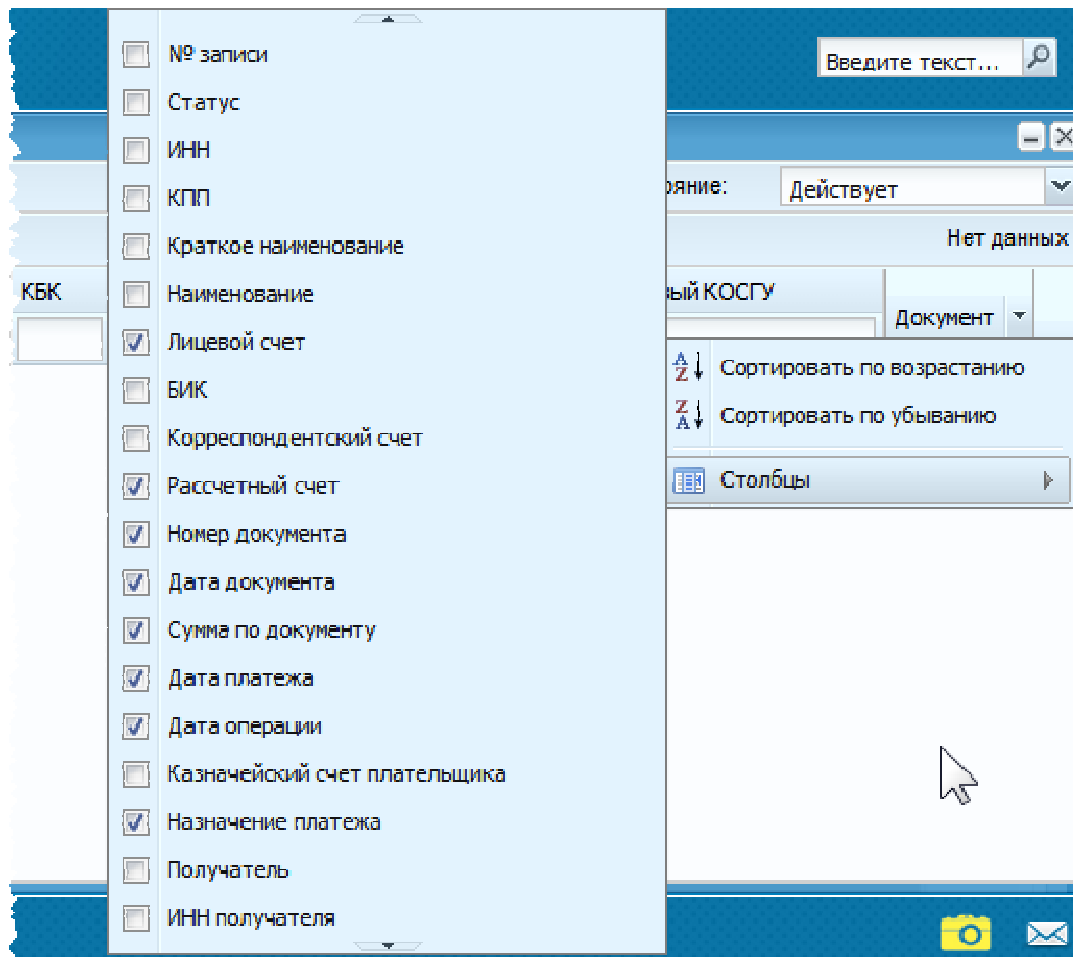 № записи
Статус
ИНН
КПП
Краткое наименование
Наименование
Лицевой счет
БИК
Корреспондентский счет
Рассчетный счет
Номер документа
Дата документа
Сумма по документу
Дата платежа
Дата операции
Казначейский счет плательщика
Назначение платежа
Получатель
ИНН получателя
КБК
Введите текст...
ояние: Действует
Нет данных
ый КОСГУ
Документ
Сортировать по возрастанию
Сортировать по убыванию
Столбцы